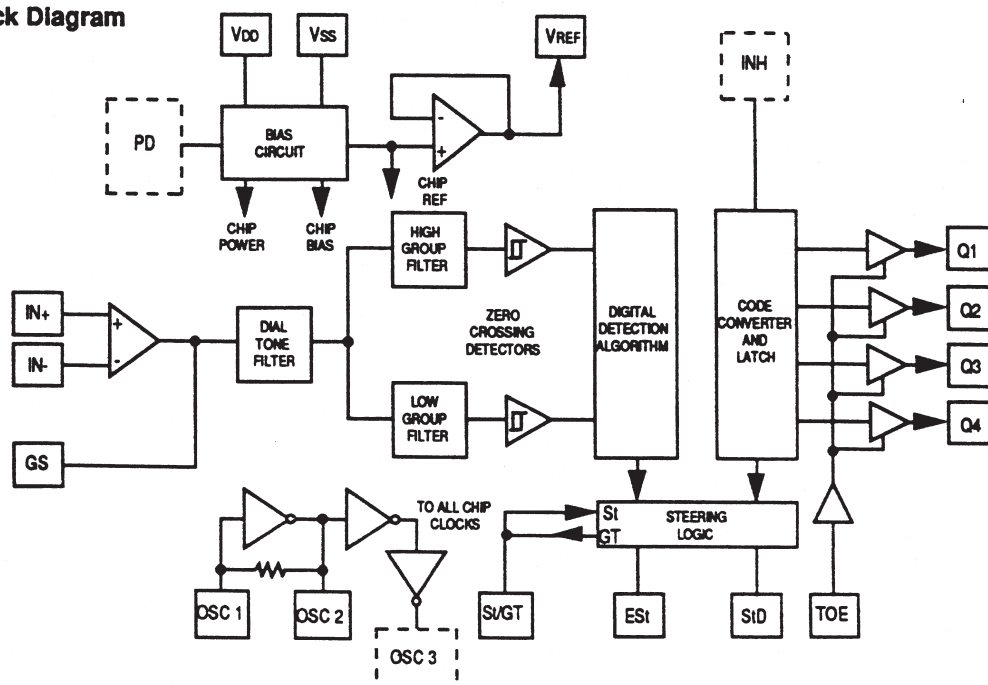 ck Diagram
VDD
VSS
VREF
INH
PD
BIAS
CIRCUIT
-
+
CHIP
REF
CHIP
POWER
CHIP
BIAS
HIGH
GROUP
FILTER
IN+
IN-
+
-
DIAL
TONE
FILTER
ZERO
CROSSING
DETECTORS
DIGITAL
DETECTION
ALGORITHM
CODE
CONVERTER
AND
LATCH
Q1
Q2
Q3
Q4
LOW
GROUP
FILTER
GS
TO ALL CHIP
CLOCKS
St
GT
STEERING
LOGIC
OSC 1
OSC 2
OSC 3
St/GT
ESt
StD
TOE